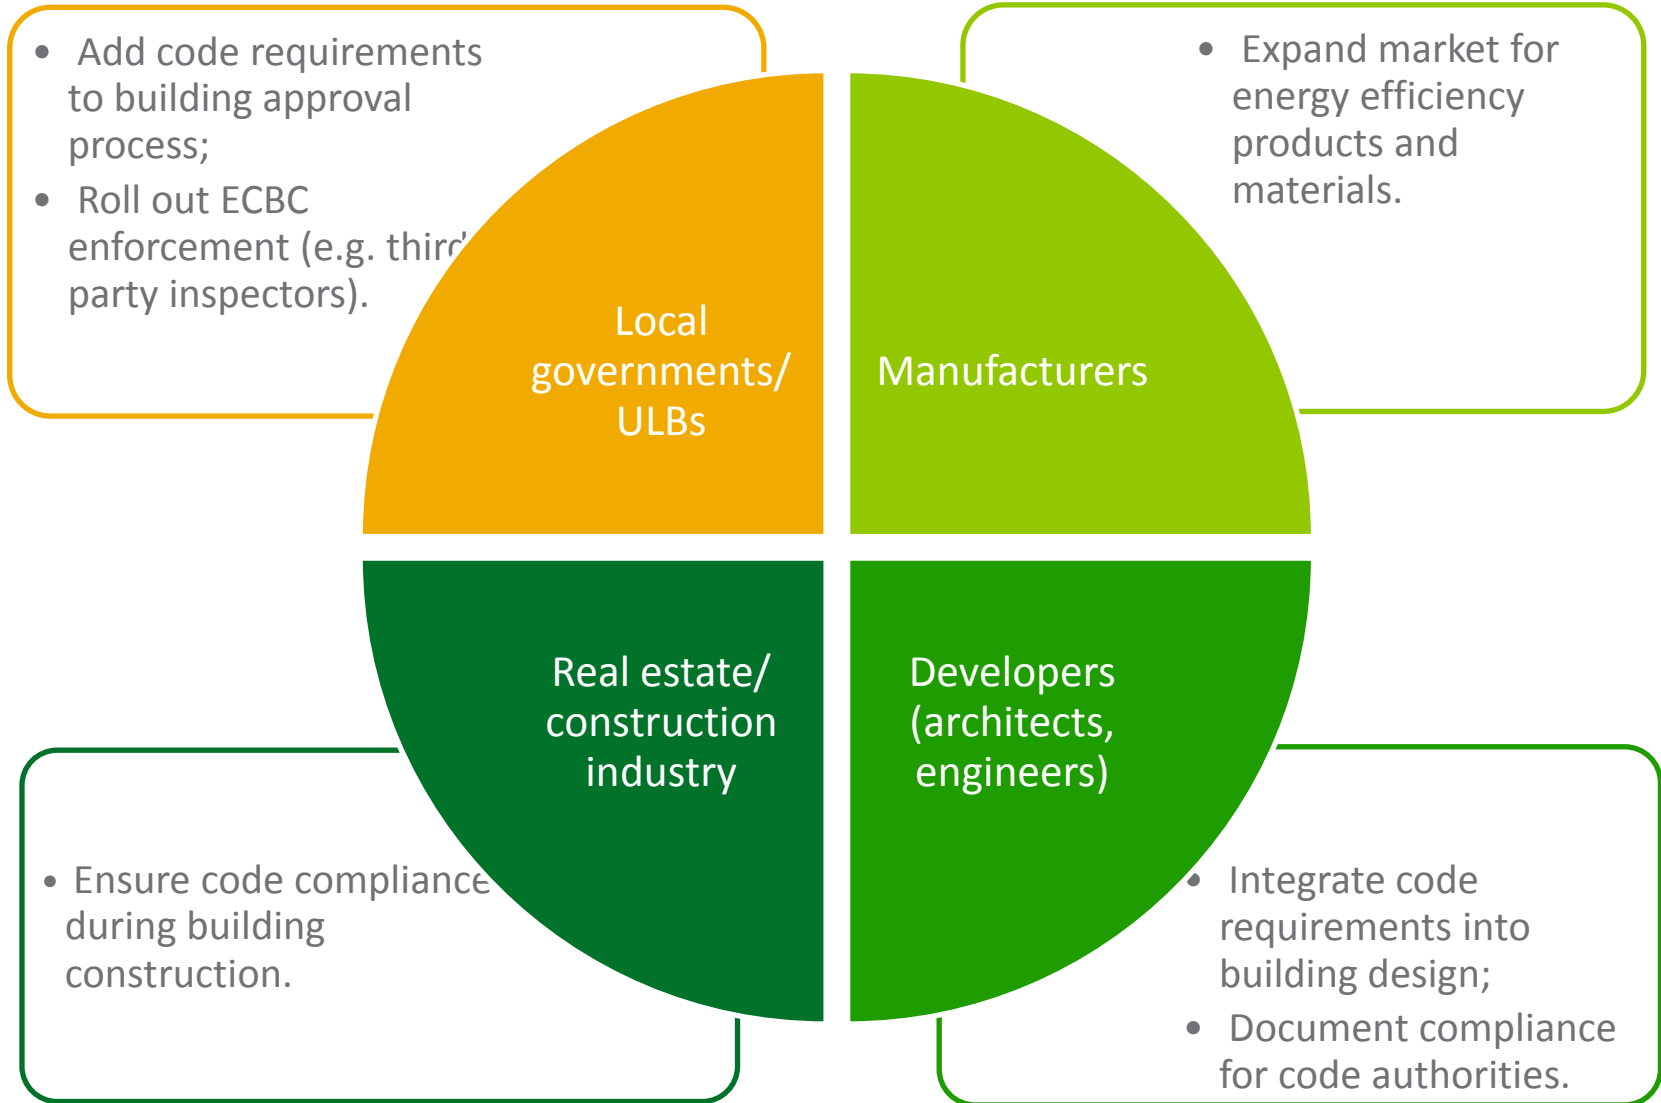 • Add code requirements
to building approval
process;
• Roll out ECBC
enforcement (e.g. third
party inspectors).
• Expand market for
energy efficiency
products and
materials.
Local
governments/
ULBs
Manufacturers
Real estate/
construction
industry
Developers
(architects,
engineers)
• Ensure code compliance
during building
construction.
• Integrate code
requirements into
building design;
• Document compliance
for code authorities.